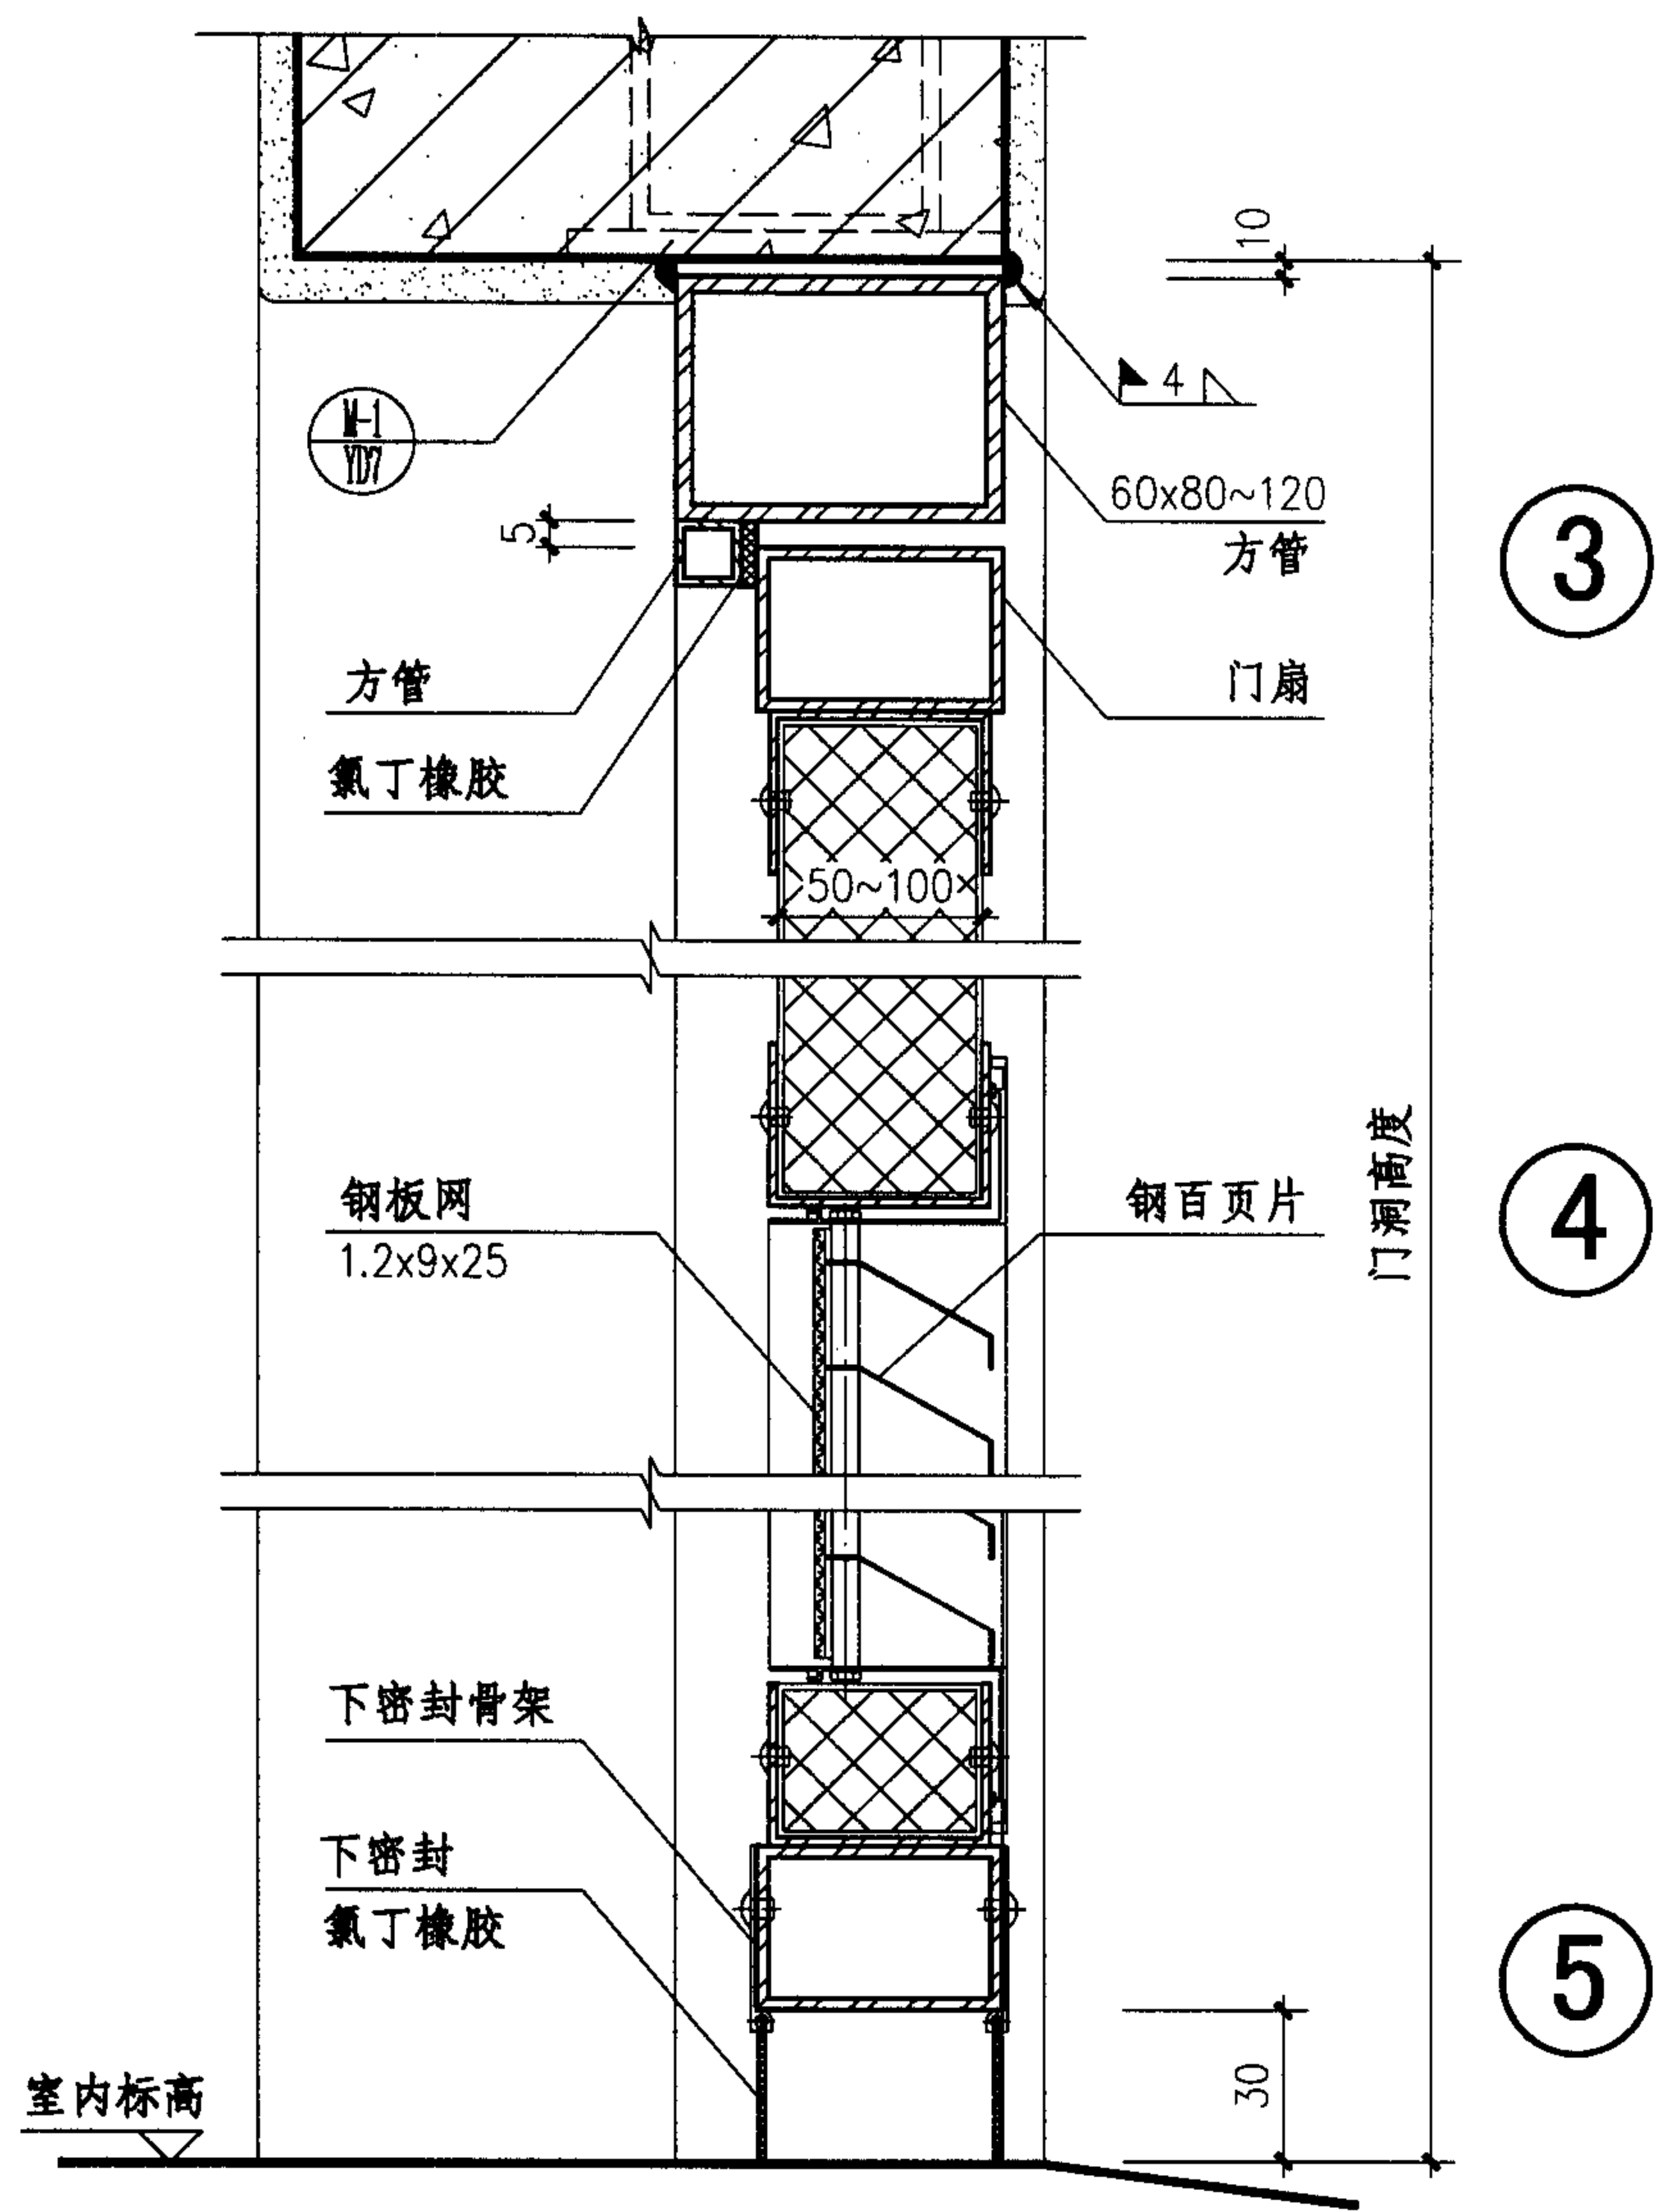 10
M-1
YD7
4
60x80~120
方管
5
③
方管
门扇
氯丁橡胶
50~100
钢板网
1.2x9x25
钢百页片
门洞高度
④
下密封骨架
下密封
氯丁橡胶
⑤
30
室内标高